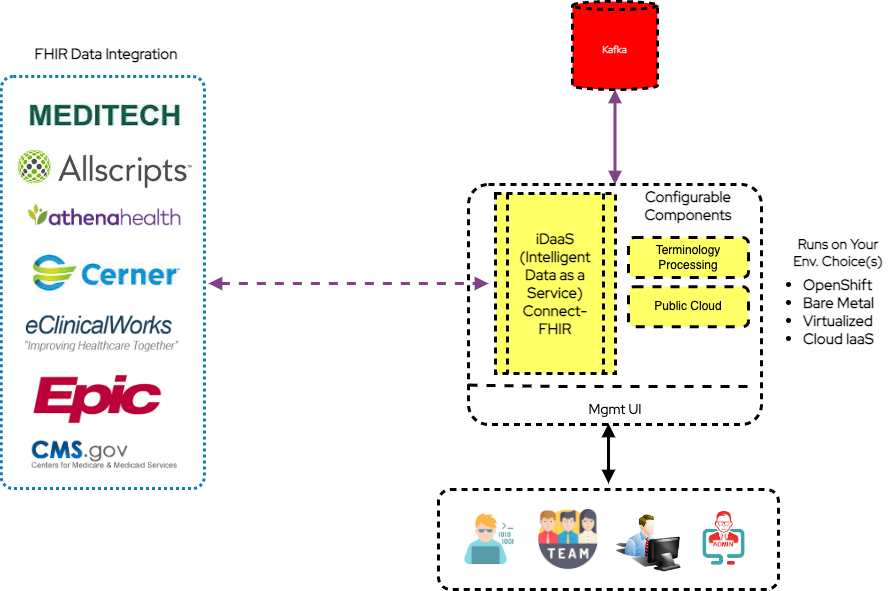 FHIR Data Integration
MEDITECH
Allscripts™
athenahealth
Cerner
eClinicalWorks
"Improving Healthcare Together"
Epic
CMS.gov
Centers for Medicare & Medicaid Services
Kafka
iDaaS
(Intelligent
Data as a
Service)
Connect-
FHIR
Configurable
Components
Terminology
Processing
Public Cloud
Mgmt UI
Runs on Your
Env. Choice(s)
• OpenShift
• Bare Metal
• Virtualized
• Cloud IaaS
>_
1010
1001
TEAM
ADMIN